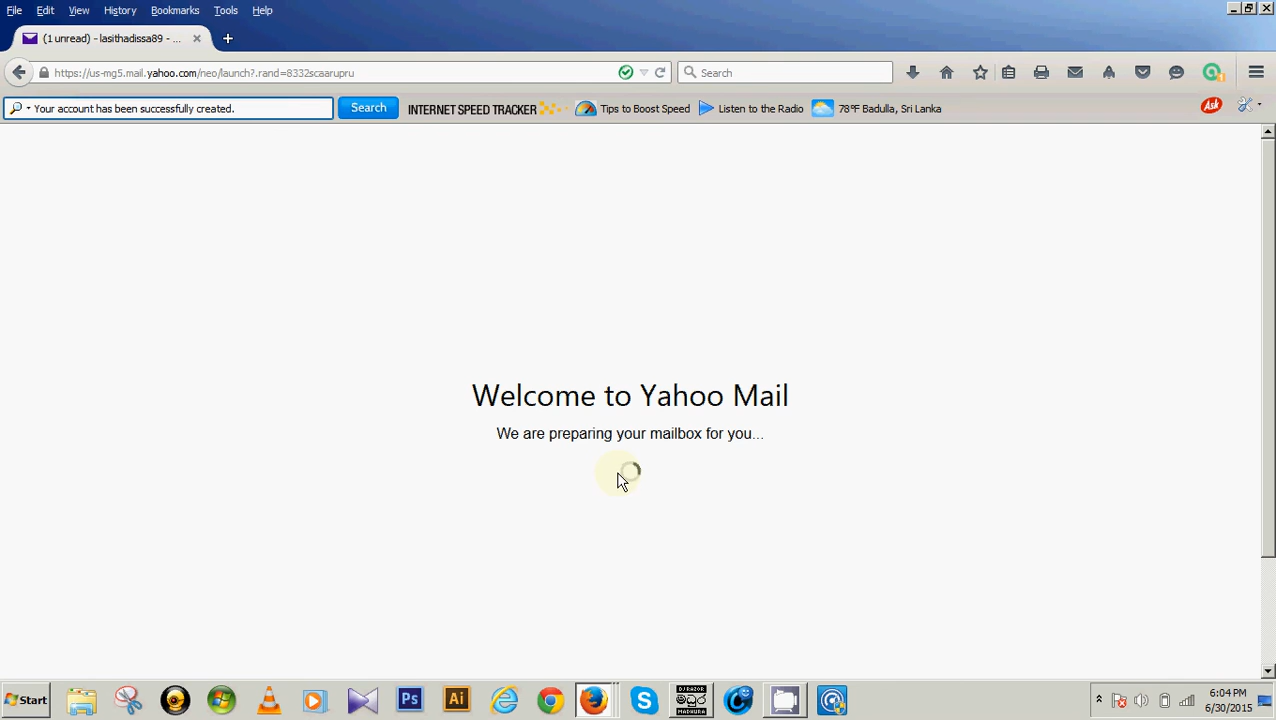 File Edit View History Bookmarks Tools Help
(1 unread) - lasithadissa89 - ...
https://us-mg5.mail.yahoo.com/neo/launch?.rand=8332scaarupru
Search
Your account has been successfully created.
Search
INTERNET SPEED TRACKER
Tips to Boost Speed
Listen to the Radio
78°F Badulla, Sri Lanka
Ask
Welcome to Yahoo Mail
We are preparing your mailbox for you...
Start
Ps
Ai
DJ RAZOR
MADHURA
6:04 PM
6/30/2015